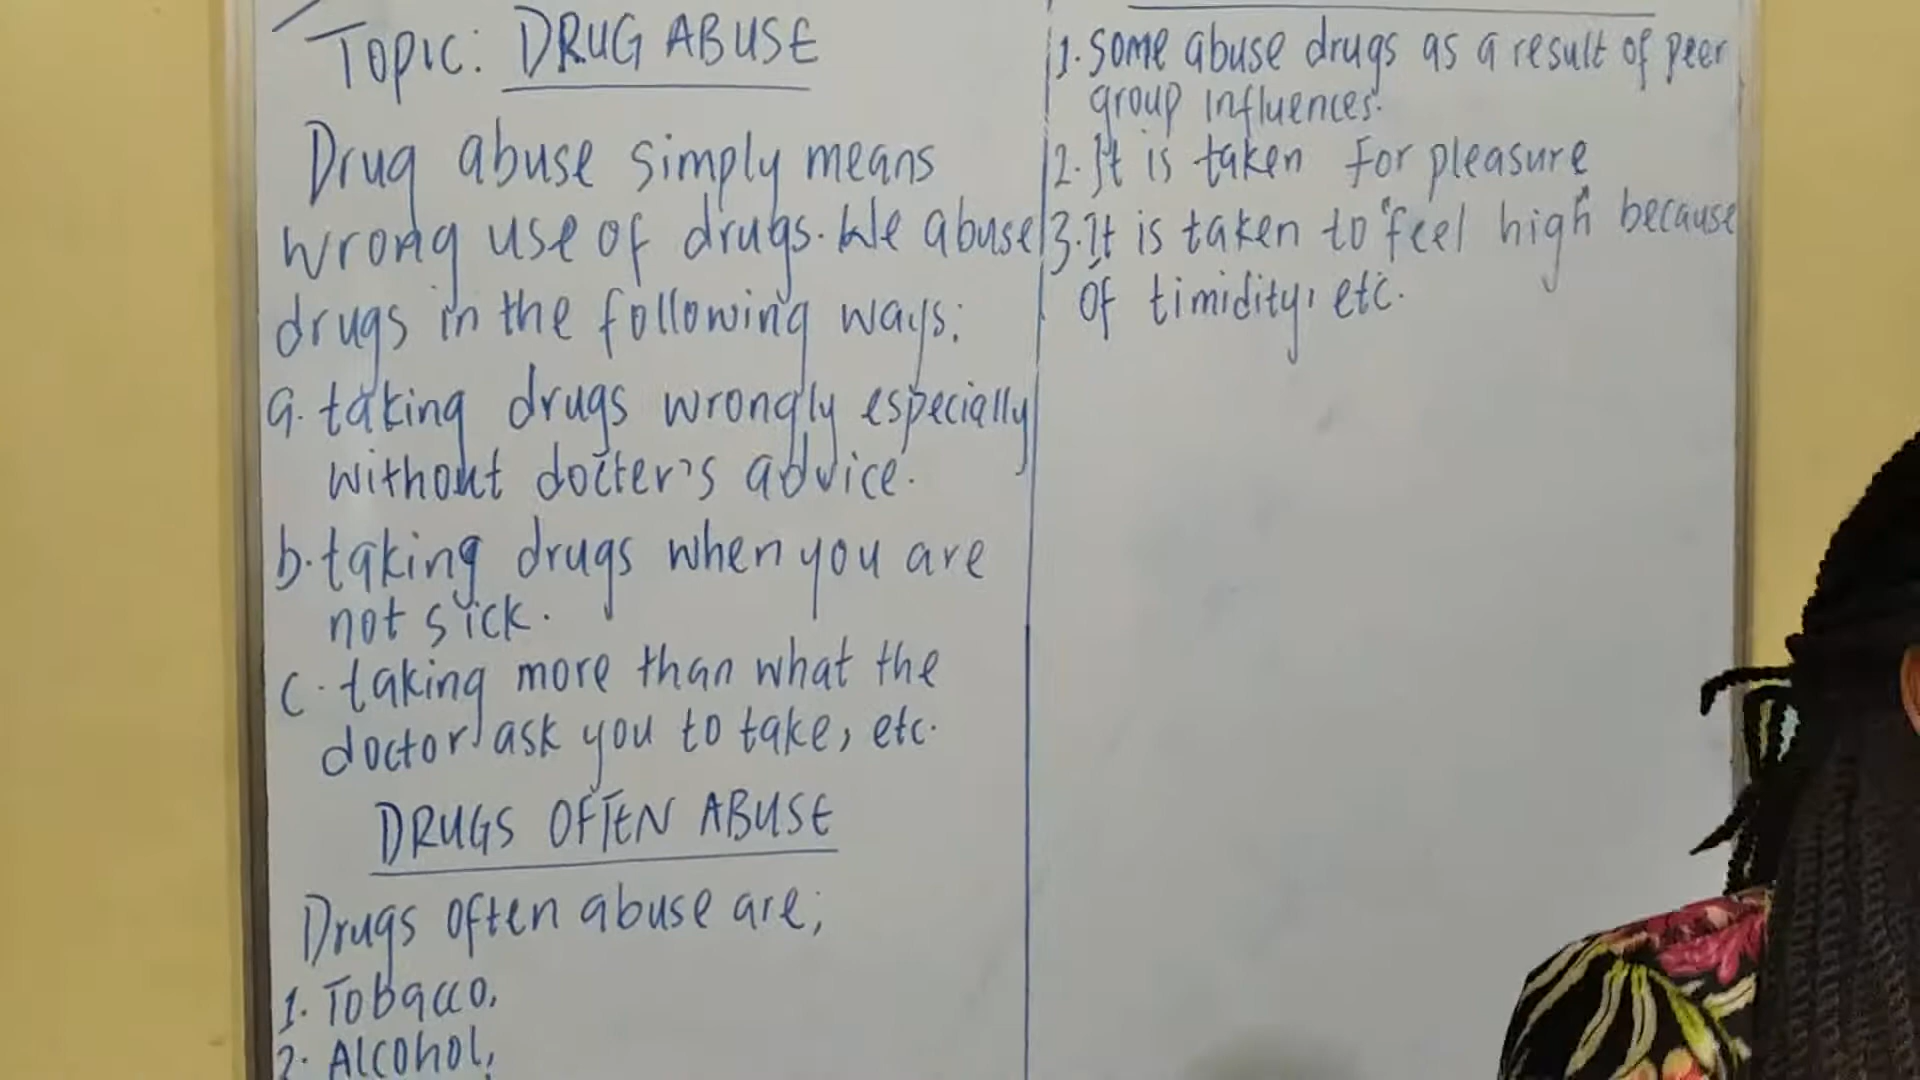 Topic: DRUG ABUSE
Drug abuse simply means
wrong use of drugs. We abuse
drugs in the following ways:
a. taking drugs wrongly especially
without docter's advice.
b. taking drugs when you are
not sick.
c. taking more than what the
doctor ask you to take, etc.
DRUGS OFTEN ABUSE
Drugs often abuse are;
1. Tobacco,
2. Alcohol,
1. Some abuse drugs as a result of peer
group influences.
2. It is taken for pleasure
3. It is taken to "feel high" because
of timidity, etc.